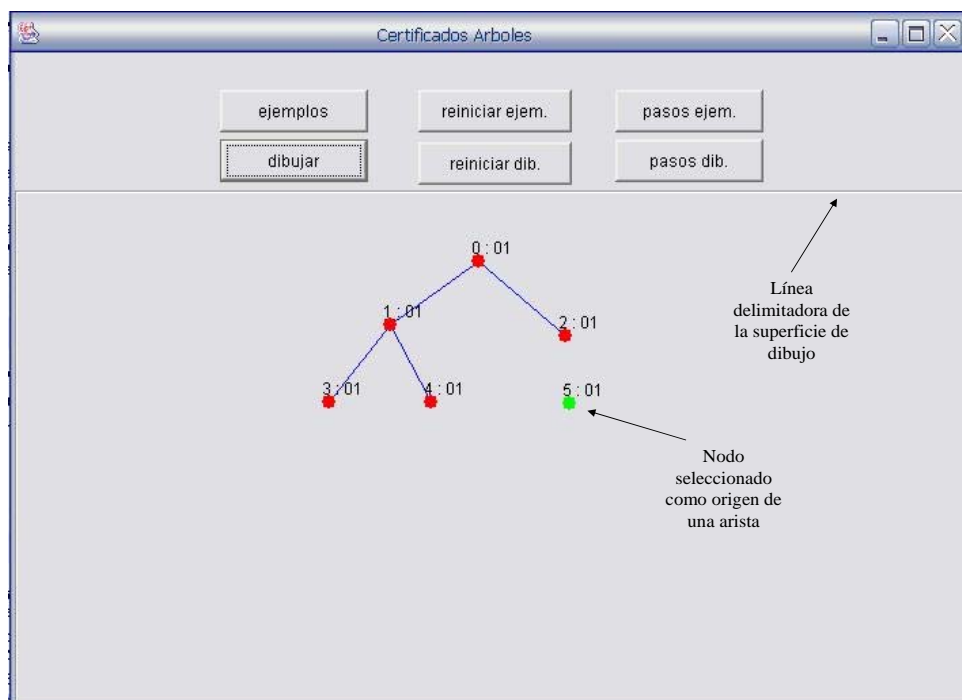 Certificados Arboles
ejemplos
reiniciar ejem.
pasos ejem.
dibujar
reiniciar dib.
pasos dib.
0 : 01
1 : 01
2 : 01
3 : 01
4 : 01
5 : 01
Línea
delimitadora de
la superficie de
dibujo
Nodo
seleccionado
como origen de
una arista